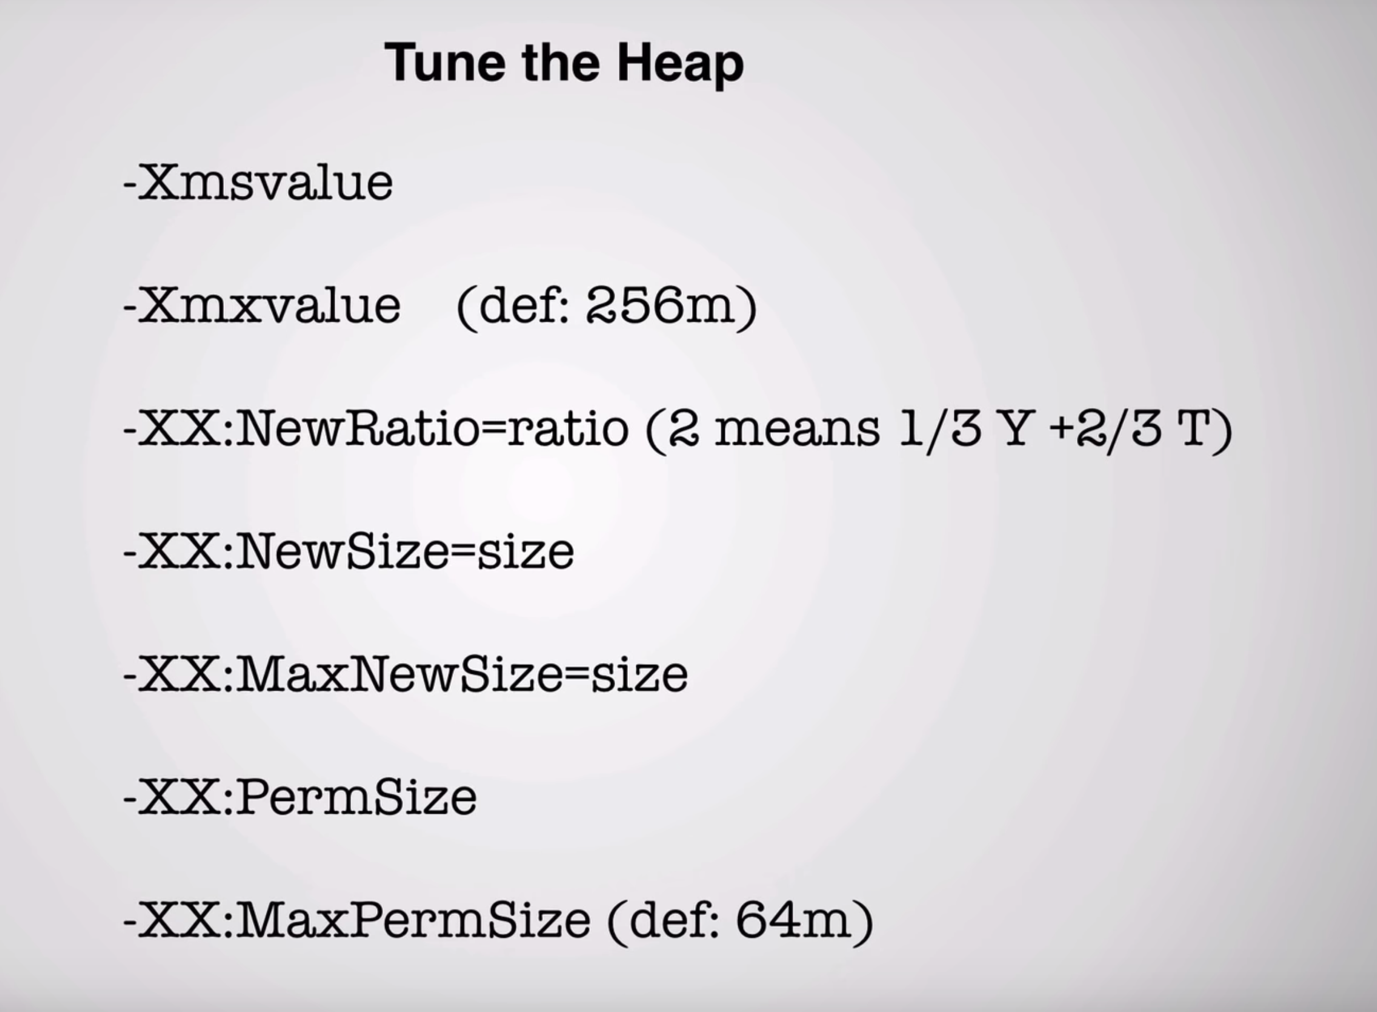 Tune the Heap
-Xmsvalue
-Xmxvalue (def: 256m)
-XX:NewRatio=ratio (2 means 1/3 Y +2/3 T)
-XX:NewSize=size
-XX:MaxNewSize=size
-XX:PermSize
-XX:MaxPermSize (def: 64m)